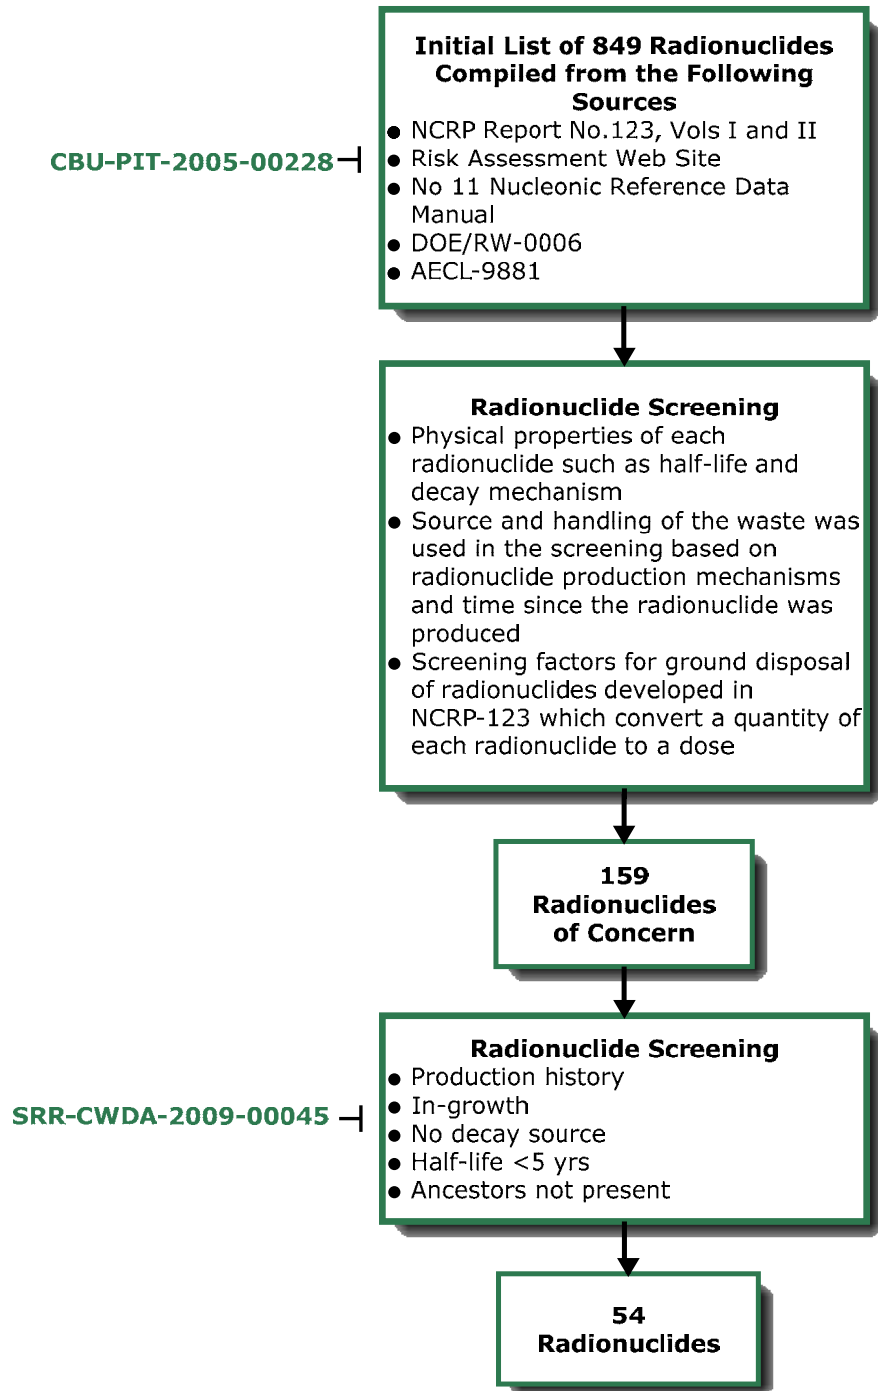 Initial List of 849 Radionuclides
Compiled from the Following
Sources
● NCRP Report No.123, Vols I and II
● Risk Assessment Web Site
● No 11 Nucleonic Reference Data
Manual
● DOE/RW-0006
● AECL-9881
CBU-PIT-2005-00228
Radionuclide Screening
● Physical properties of each
radionuclide such as half-life and
decay mechanism
● Source and handling of the waste was
used in the screening based on
radionuclide production mechanisms
and time since the radionuclide was
produced
● Screening factors for ground disposal
of radionuclides developed in
NCRP-123 which convert a quantity of
each radionuclide to a dose
159
Radionuclides
of Concern
Radionuclide Screening
● Production history
● In-growth
● No decay source
● Half-life <5 yrs
● Ancestors not present
SRR-CWDA-2009-00045
54
Radionuclides